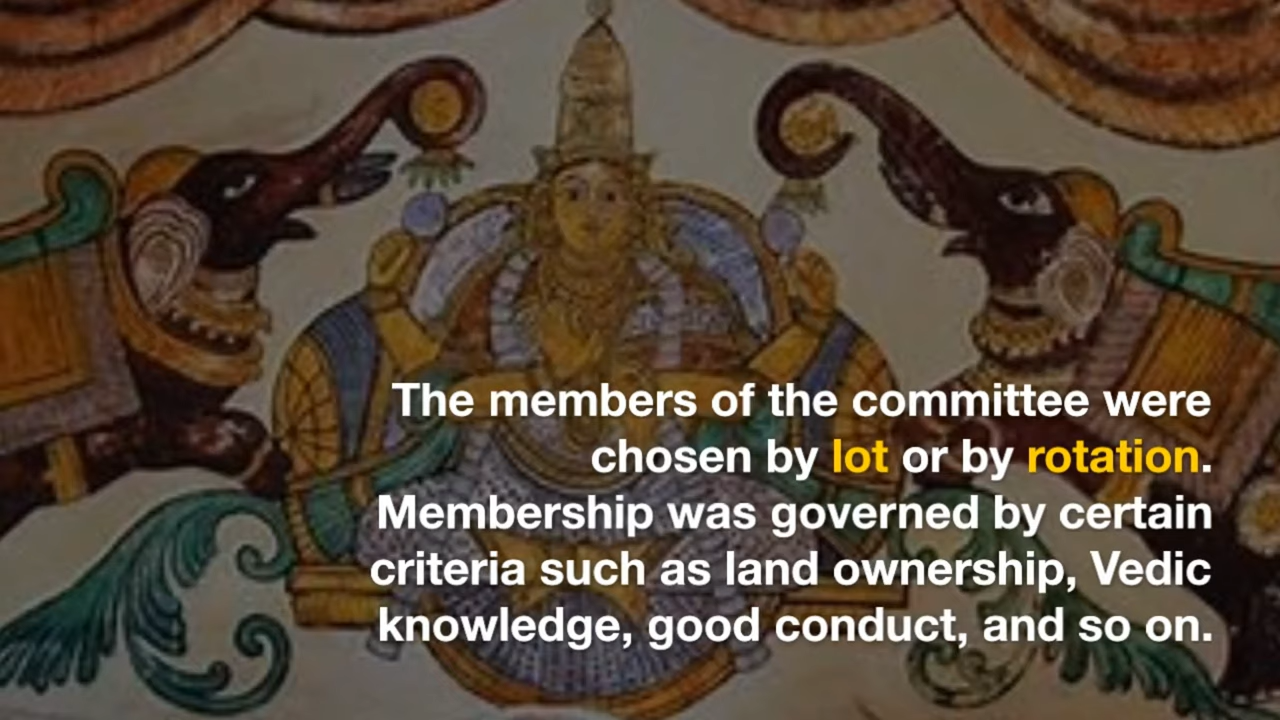 The members of the committee were
chosen by lot or by rotation.
Membership was governed by certain
criteria such as land ownership, Vedic
knowledge, good conduct, and so on.